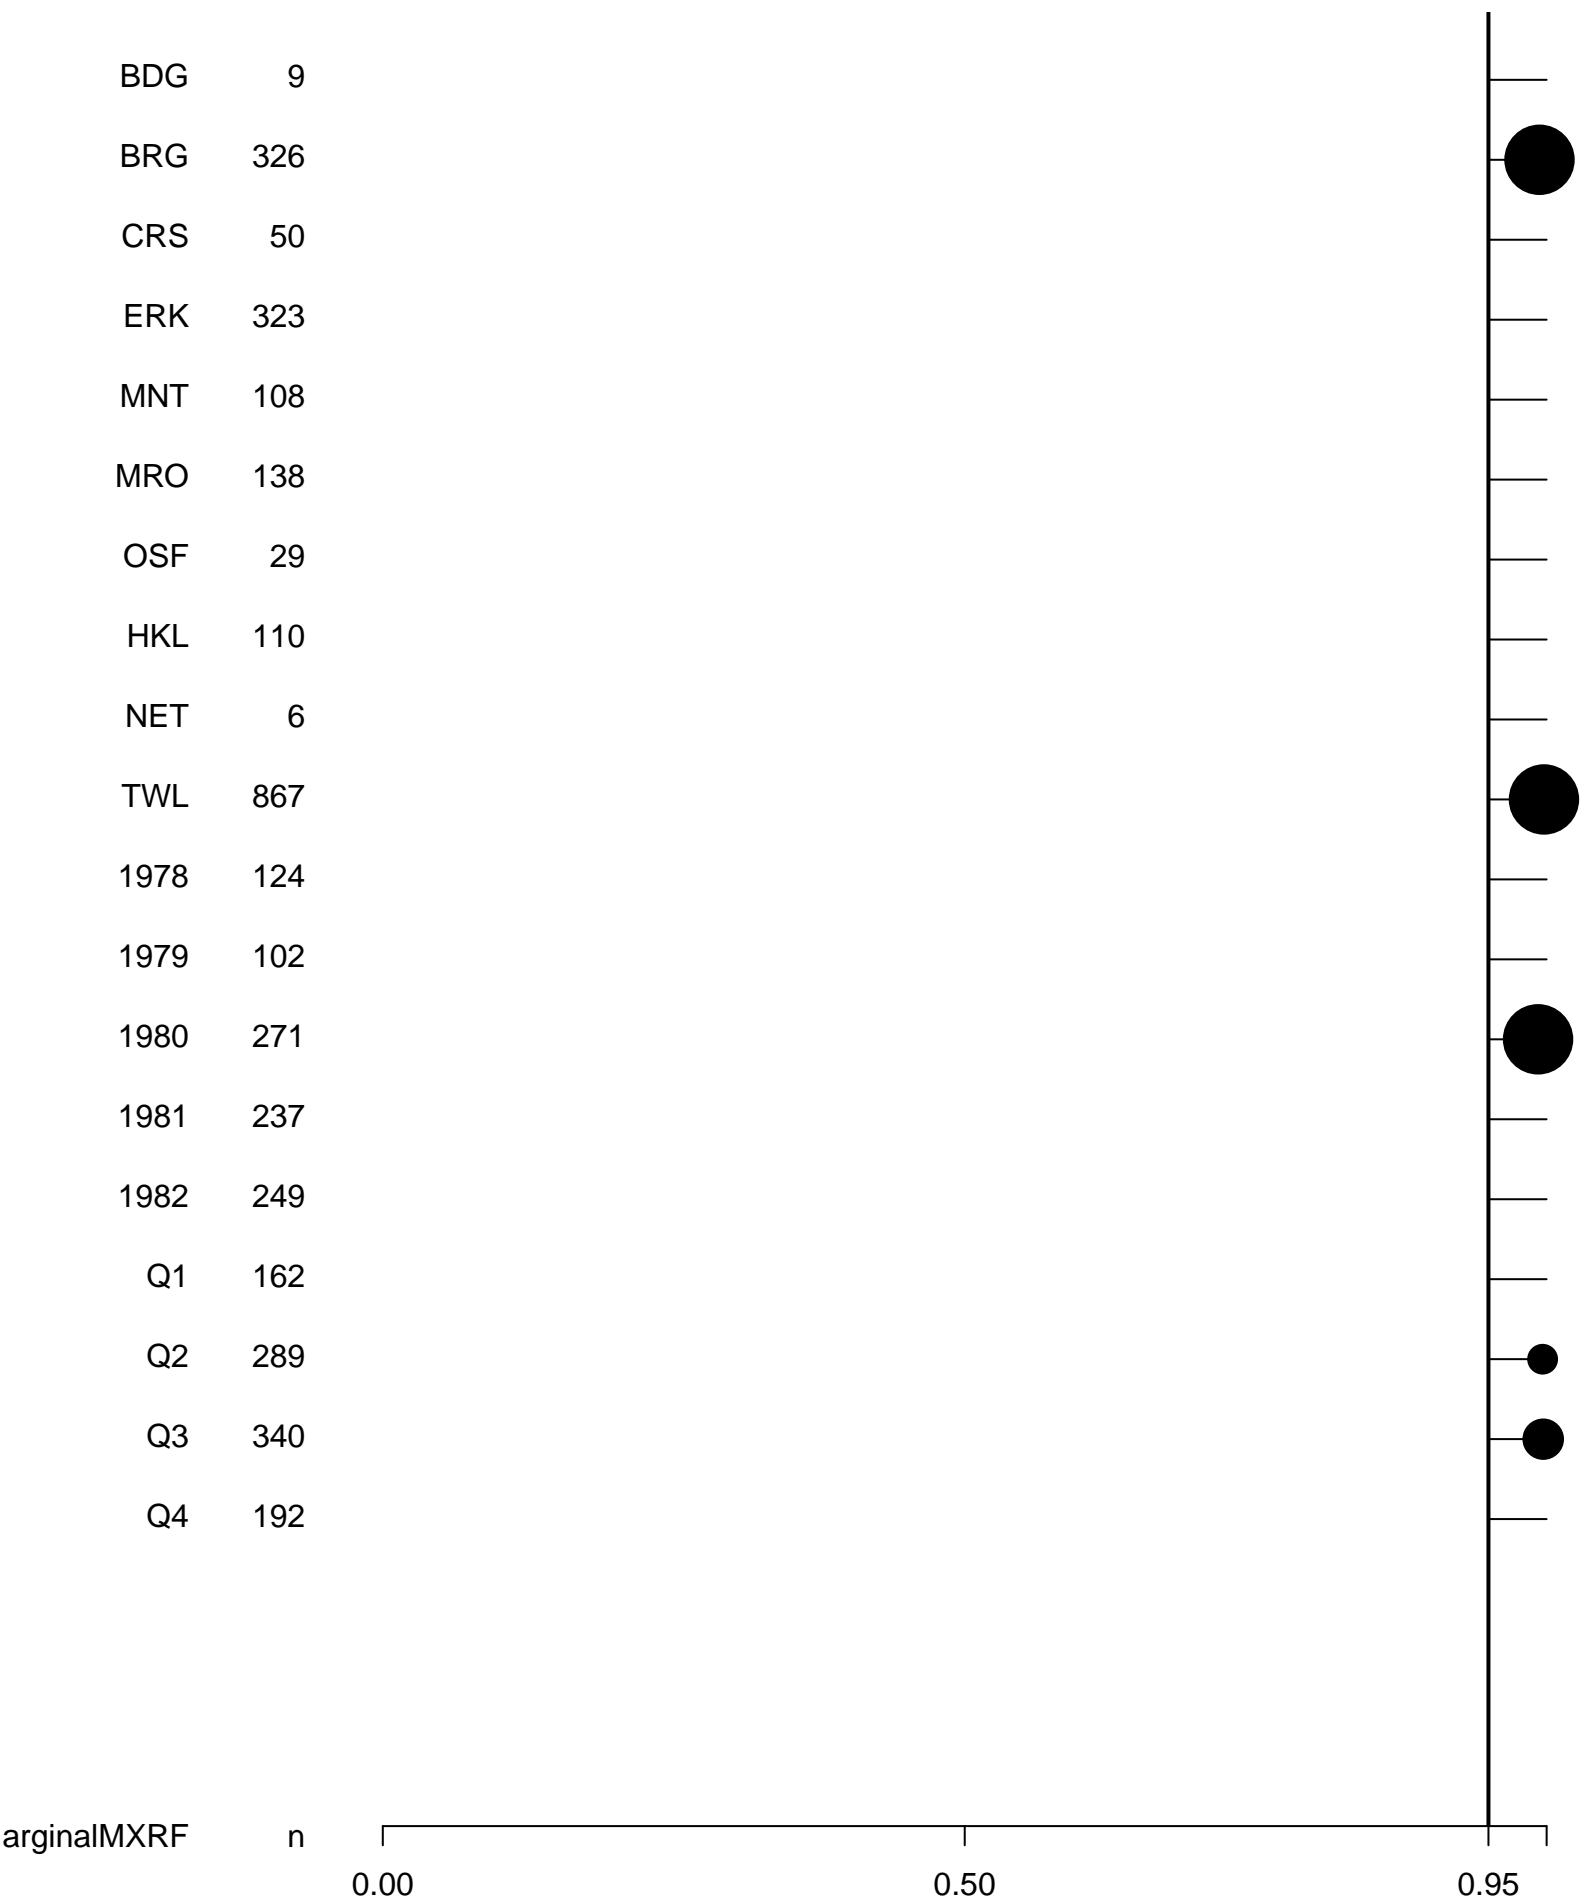 BDG 9
BRG 326
CRS 50
ERK 323
MNT 108
MRO 138
OSF 29
HKL 110
NET 6
TWL 867
1978 124
1979 102
1980 271
1981 237
1982 249
Q1 162
Q2 289
Q3 340
Q4 192
arginalMXRF n
0.00 0.50 0.95